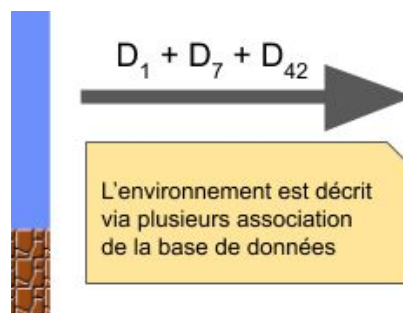 D₁ + D₇ + D₄₂
L'environnement est décrit
via plusieurs association
de la base de données